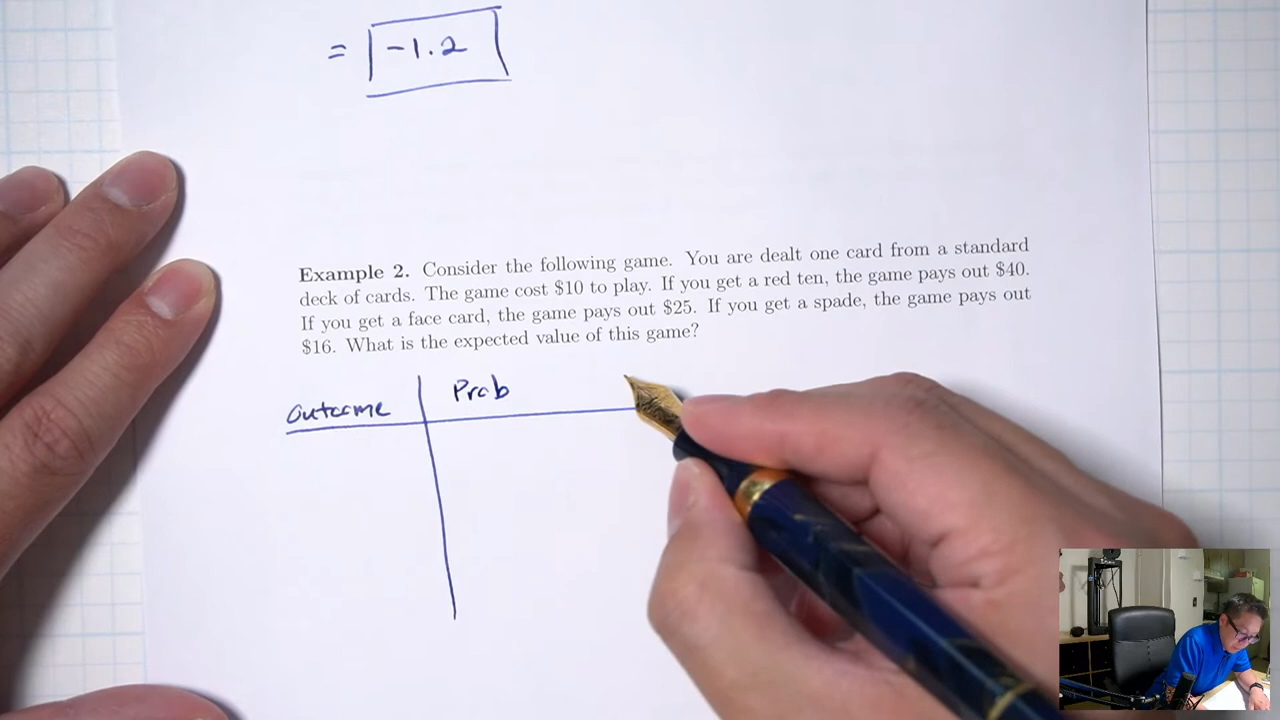 = -1.2
Example 2. Consider the following game. You are dealt one card from a standard
deck of cards. The game cost $10 to play. If you get a red ten, the game pays out $40.
If you get a face card, the game pays out $25. If you get a spade, the game pays out
$16. What is the expected value of this game?
Outcome Prob